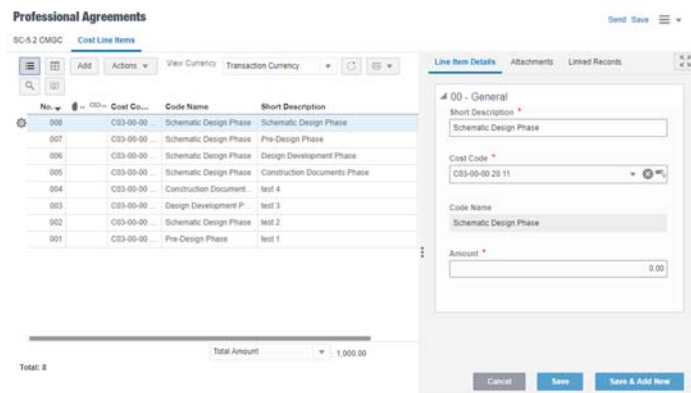 Professional Agreements
Send Save
SC-5.2 CMGC Cost Line Items
Add Actions View Currency Transaction Currency
Line Item Details Attachments Linked Records
No. Cost Co... Code Name Short Description
008 C03-00-00 ... Schematic Design Phase Schematic Design Phase
007 C03-00-00 ... Schematic Design Phase Pre-Design Phase
006 C03-00-00 ... Schematic Design Phase Design Development Phase
005 C03-00-00 ... Schematic Design Phase Construction Documents Phase
004 C03-00-00 ... Construction Document... test 4
003 C03-00-00 ... Design Development P... test 3
002 C03-00-00 ... Schematic Design Phase test 2
001 C03-00-00 ... Pre-Design Phase test 1
Total Amount 1,000.00
Total: 8
00 - General
Short Description *
Schematic Design Phase
Cost Code *
C03-00-00 20 11
Code Name
Schematic Design Phase
Amount *
0.00
Cancel Save Save & Add New